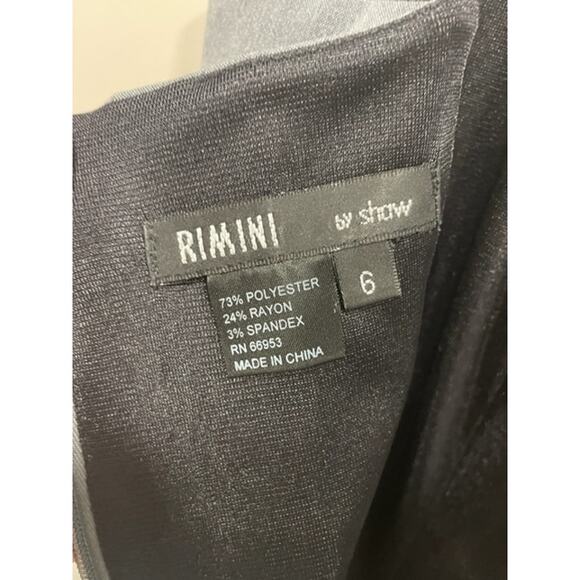 RIMINI by shaw
6
73% POLYESTER
24% RAYON
3% SPANDEX
RN 66953
MADE IN CHINA